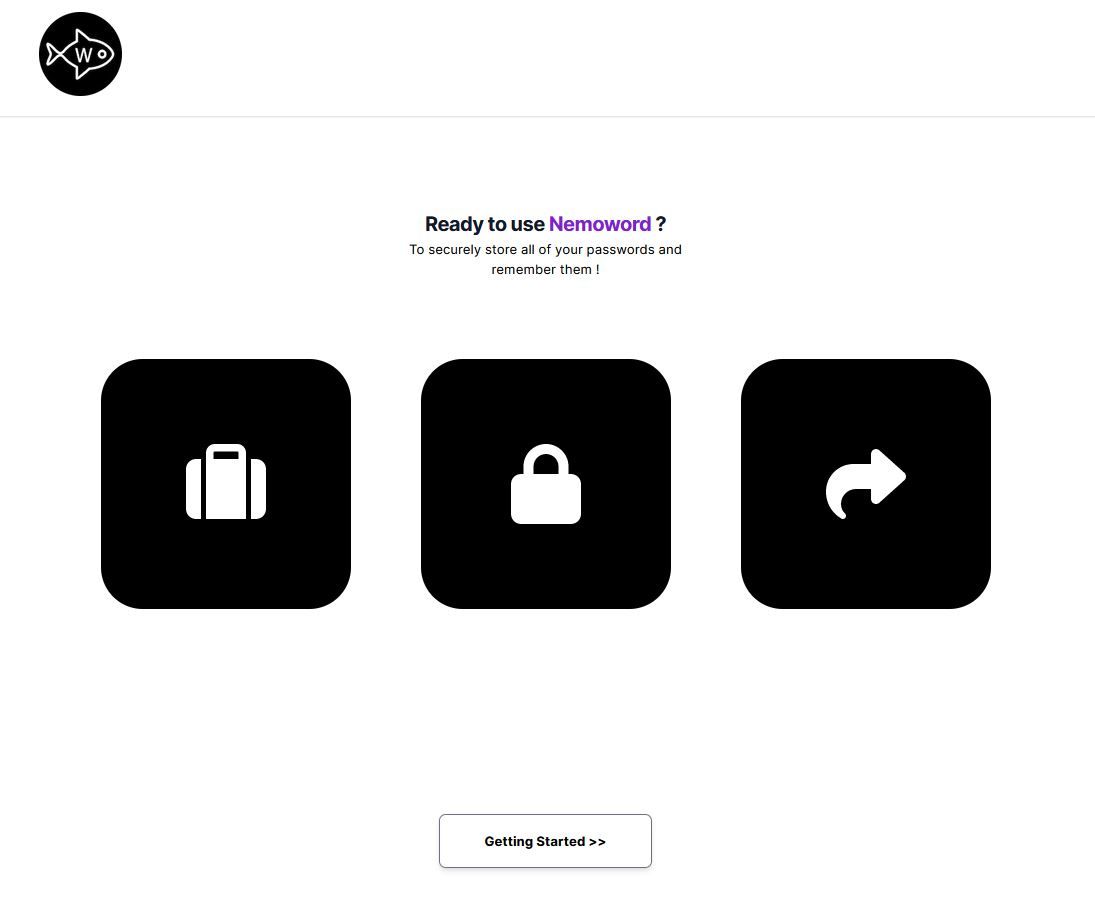 W
Ready to use Nemoword ?
To securely store all of your passwords and
remember them !
Getting Started >>